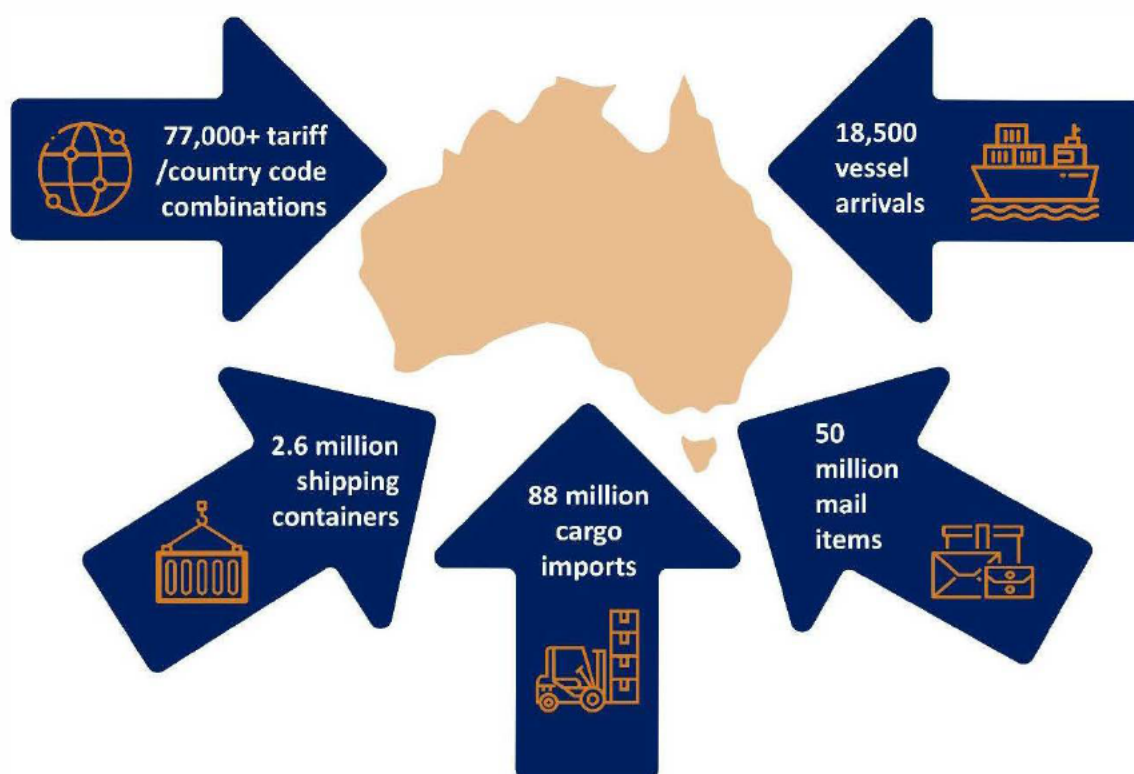 77,000+ tariff
/country code
combinations
18,500
vessel
arrivals
2.6 million
shipping
containers
88 million
cargo
imports
50
million
mail
items